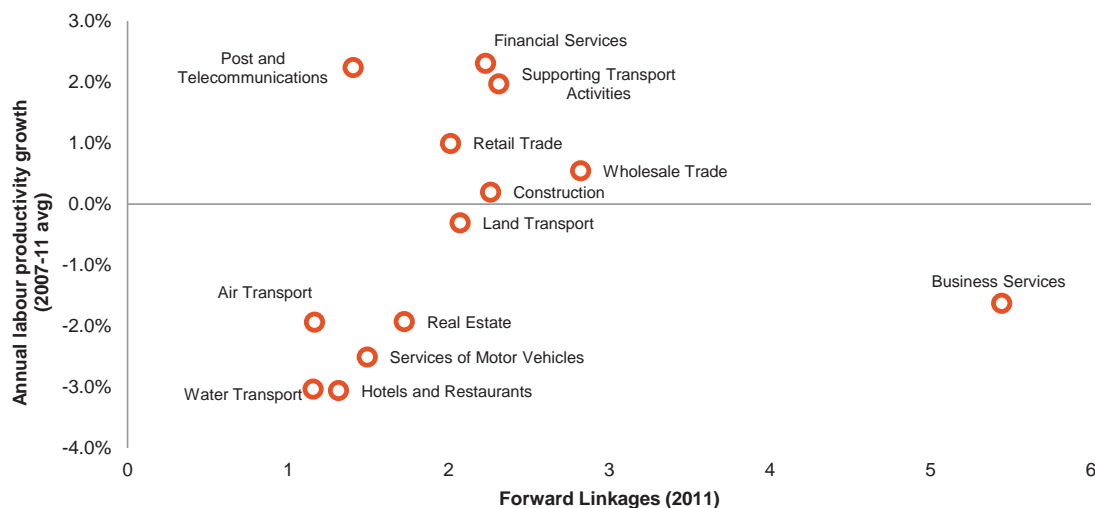 3.0%
2.0%
1.0%
0.0%
-1.0%
-2.0%
-3.0%
-4.0%
Annual labour productivity growth
(2007-11 avg)
Post and
Telecommunications
Financial Services
Supporting Transport
Activities
Retail Trade
Wholesale Trade
Construction
Land Transport
Business Services
Air Transport
Real Estate
Services of Motor Vehicles
Water Transport
Hotels and Restaurants
0
1
2
3
4
5
6
Forward Linkages (2011)